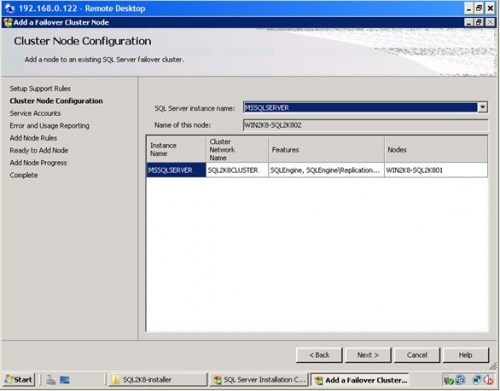 192.168.0.122 - Remote Desktop
Add a Failover Cluster Node
Cluster Node Configuration
Add a node to an existing SQL Server failover cluster.
Setup Support Rules
Cluster Node Configuration
Service Accounts
Error and Usage Reporting
Add Node Rules
Ready to Add Node
Add Node Progress
Complete
SQL Server instance name: MSSQLSERVER
Name of this node: WIN2K8-SQL2K802
Instance Name Cluster Network Name Features Nodes
MSSQLSERVER SQL2K8CLUSTER SQLEngine, SQLEngine\Replication... WIN2K8-SQL2K801
< Back Next > Cancel Help
Start SQL2K8-installer SQL Server Installation C... Add a Failover Cluster...